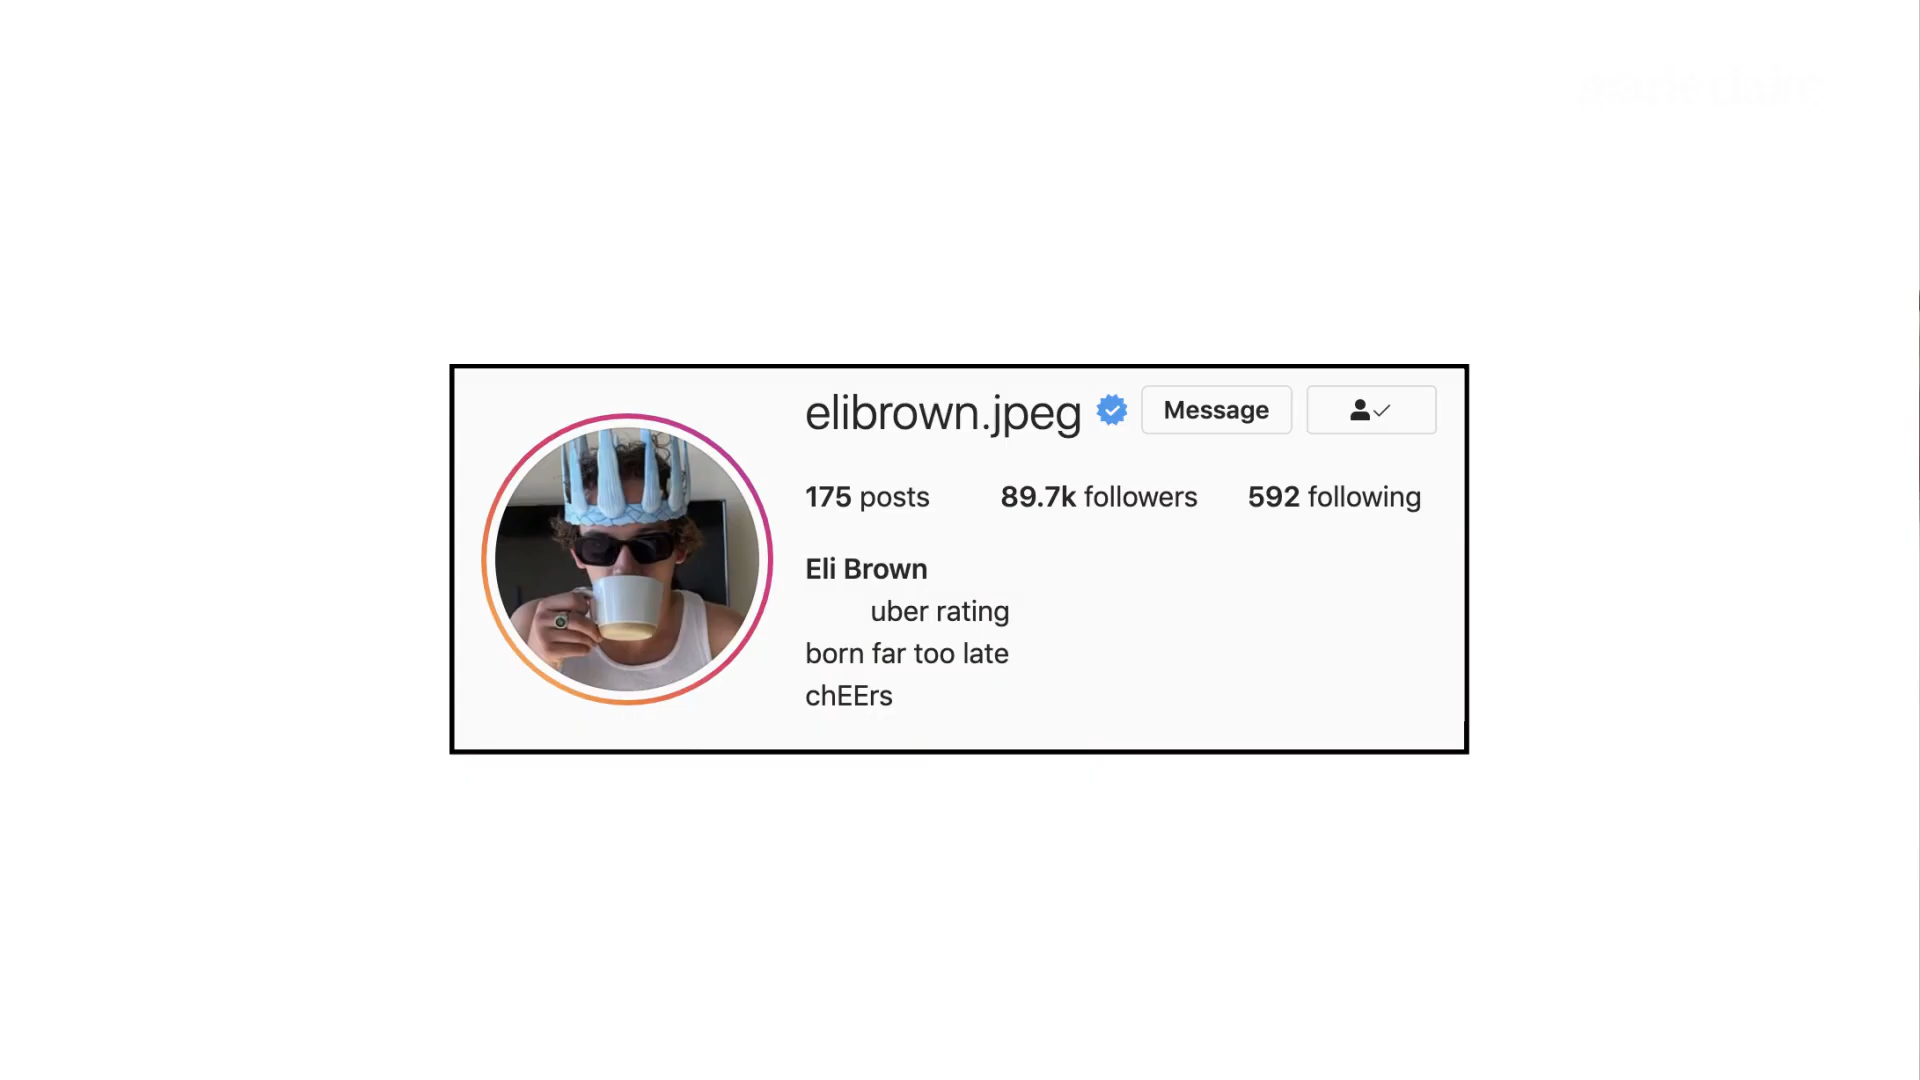 elibrown.jpeg Message
175 posts 89.7k followers 592 following
Eli Brown
uber rating
born far too late
chEErs